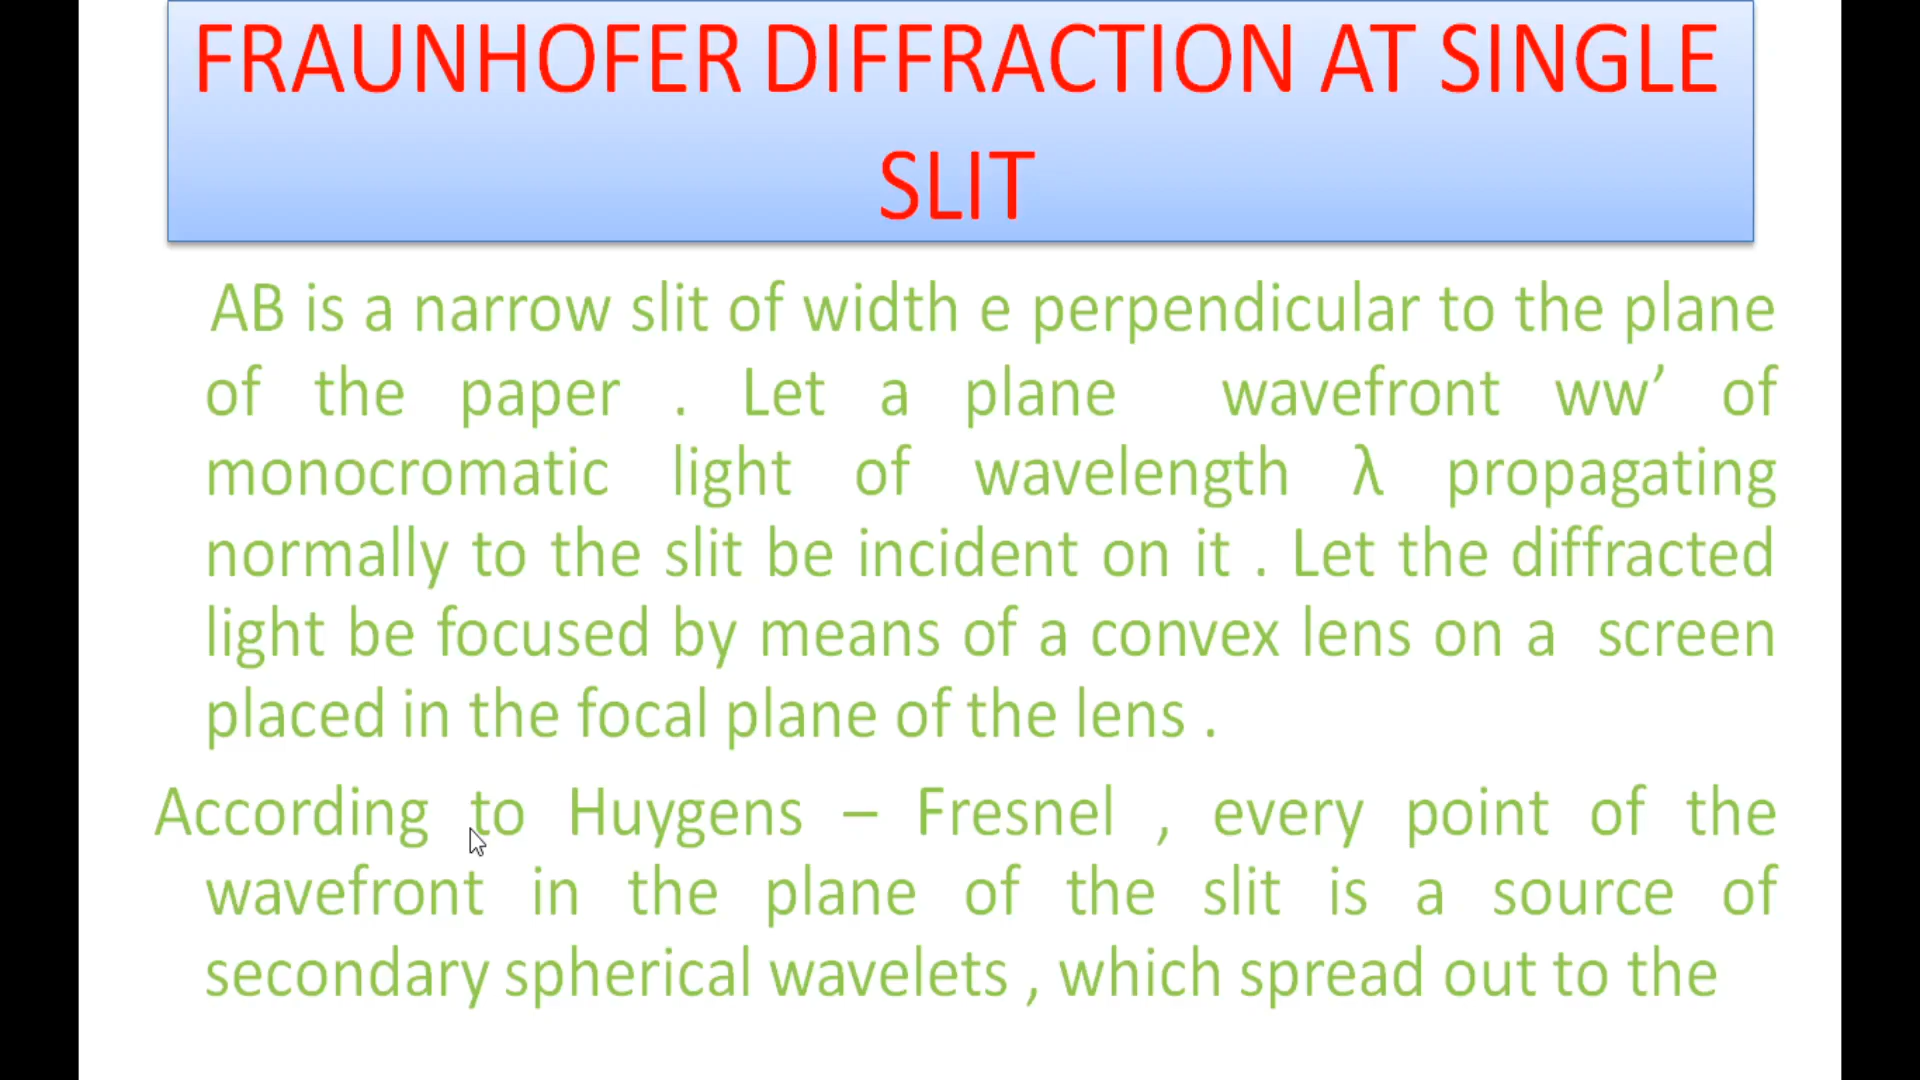 FRAUNHOFER DIFFRACTION AT SINGLE
SLIT
AB is a narrow slit of width e perpendicular to the plane
of the paper . Let a plane wavefront ww’ of
monocromatic light of wavelength λ propagating
normally to the slit be incident on it . Let the diffracted
light be focused by means of a convex lens on a screen
placed in the focal plane of the lens .
According to Huygens – Fresnel , every point of the
wavefront in the plane of the slit is a source of
secondary spherical wavelets , which spread out to the